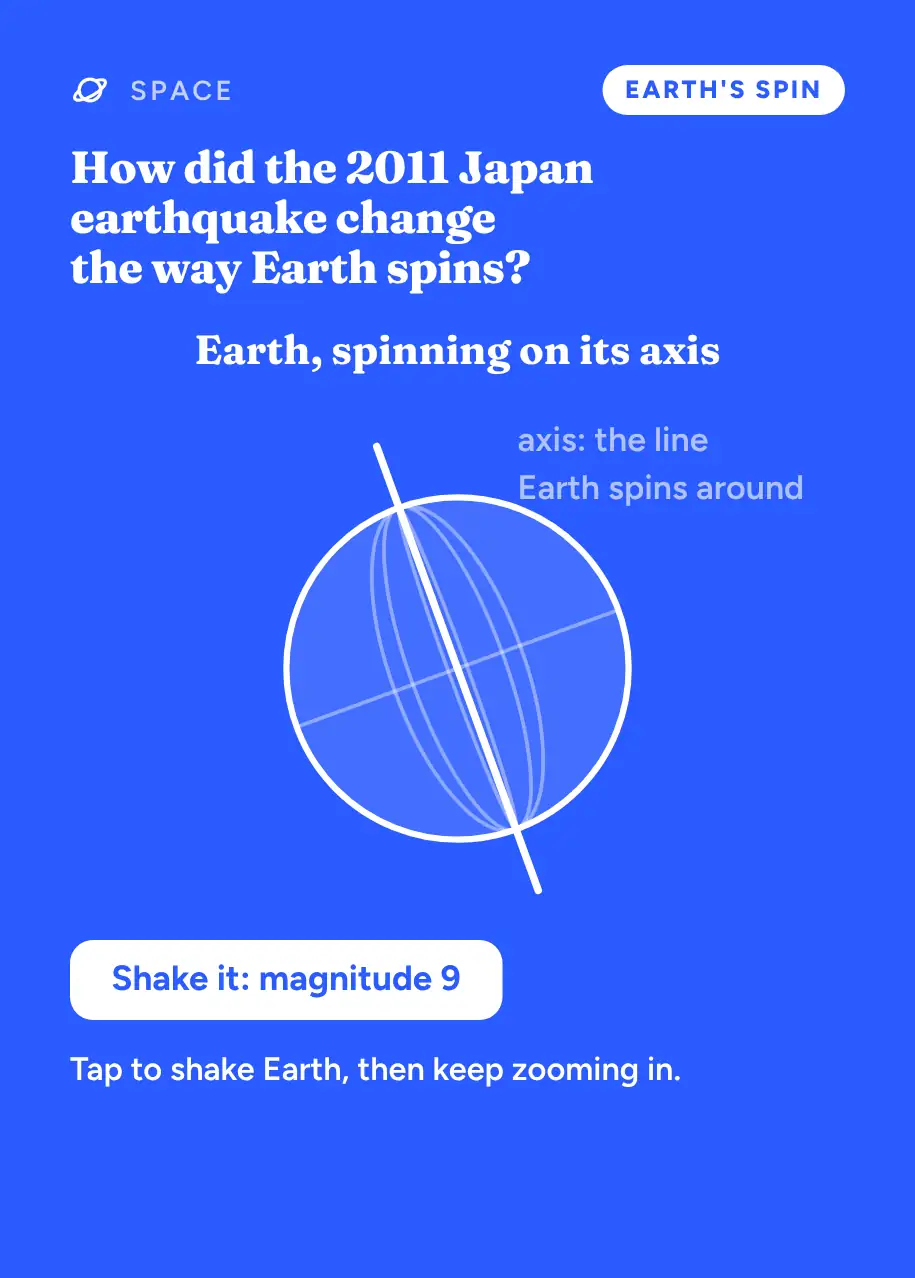 SPACE
EARTH'S SPIN
How did the 2011 Japan
earthquake change
the way Earth spins?
Earth, spinning on its axis
axis: the line
Earth spins around
Shake it: magnitude 9
Tap to shake Earth, then keep zooming in.